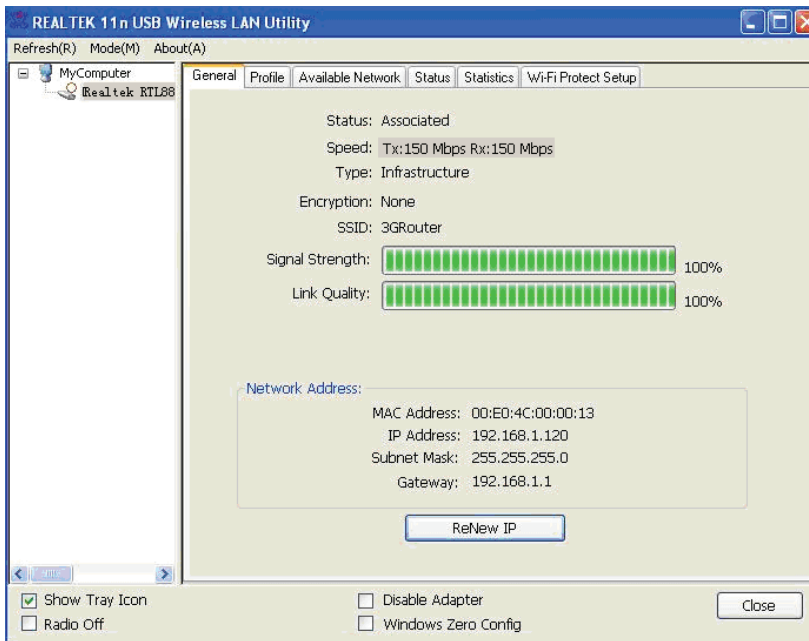 REALTEK 11n USB Wireless LAN Utility
Refresh(R) Mode(M) About(A)
MyComputer
Realtek RTL88
General Profile Available Network Status Statistics Wi-Fi Protect Setup
Status: Associated
Speed: Tx:150 Mbps Rx:150 Mbps
Type: Infrastructure
Encryption: None
SSID: 3GRouter
Signal Strength: 100%
Link Quality: 100%
Network Address:
MAC Address: 00:E0:4C:00:00:13
IP Address: 192.168.1.120
Subnet Mask: 255.255.255.0
Gateway: 192.168.1.1
ReNew IP
Show Tray Icon
Radio Off
Disable Adapter
Windows Zero Config
Close